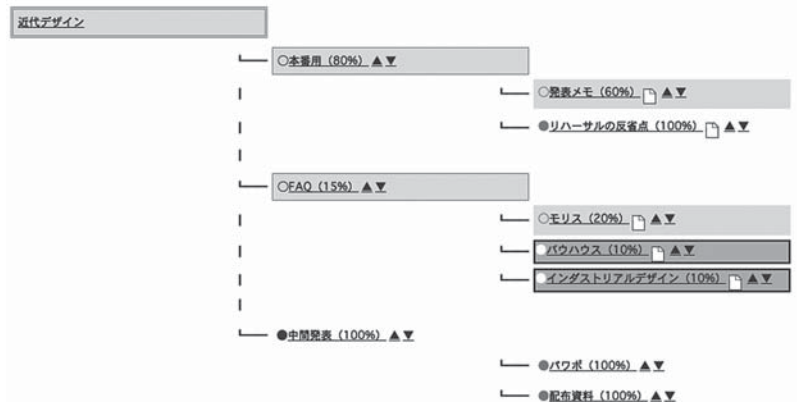 近代デザイン
○本番用（80%） ▲▼
○発表メモ（60%） ▲▼
●リハーサルの反省点（100%） ▲▼
○FAQ（15%） ▲▼
○モリス（20%） ▲▼
○バウハウス（10%） ▲▼
○インダストリアルデザイン（10%） ▲▼
●中間発表（100%） ▲▼
●パワポ（100%） ▲▼
●配布資料（100%） ▲▼